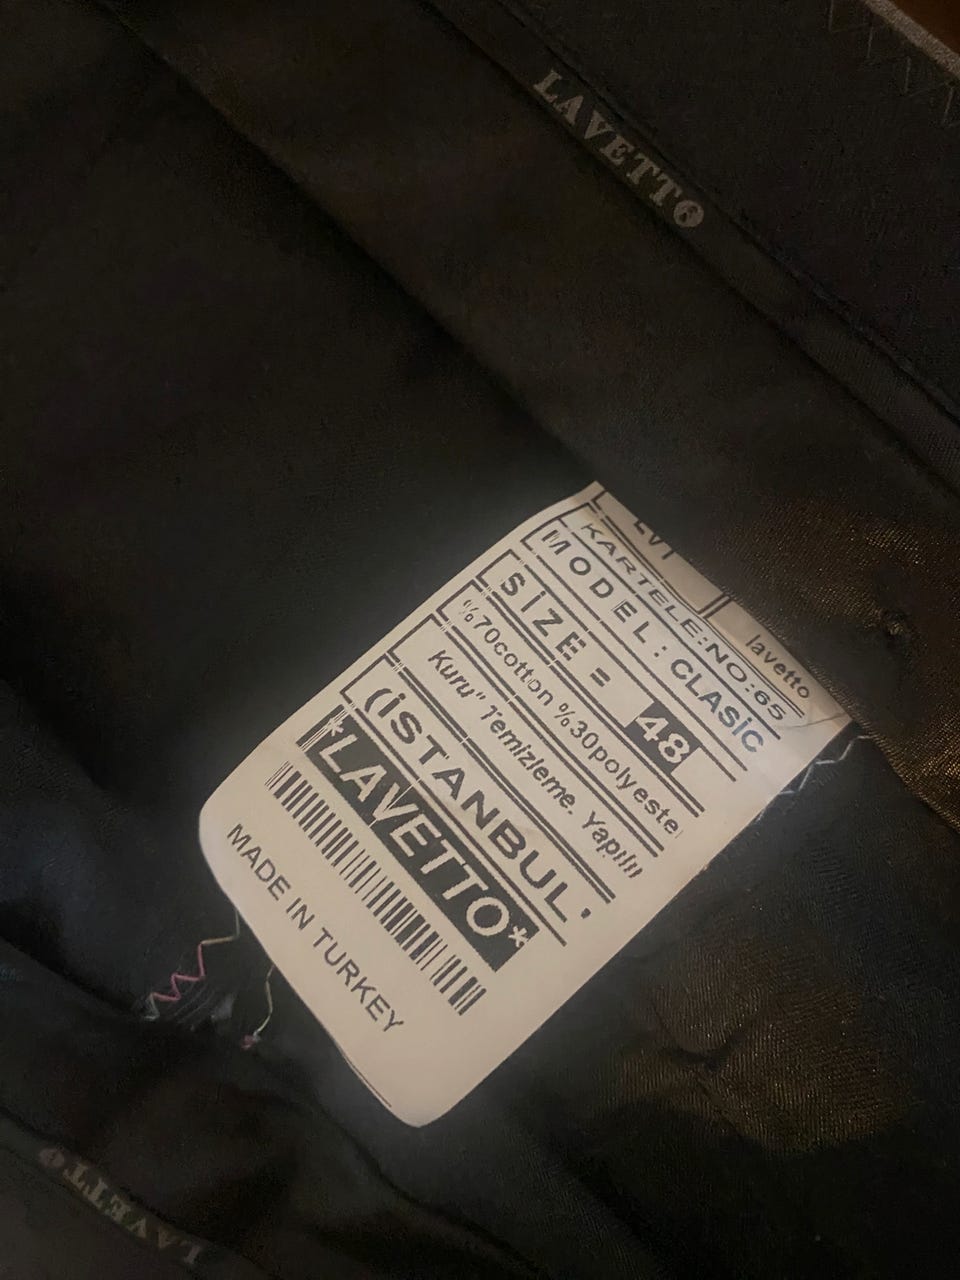 LAVETTO
lavetto
KARTELE:NO:65
MODEL: CLASİC
SİZE = 48
%70cotton %30polyeste
Kuru" Temizleme. Yapılır
(İSTANBUL.
*LAVETTO*
MADE IN TURKEY
LAVETTO